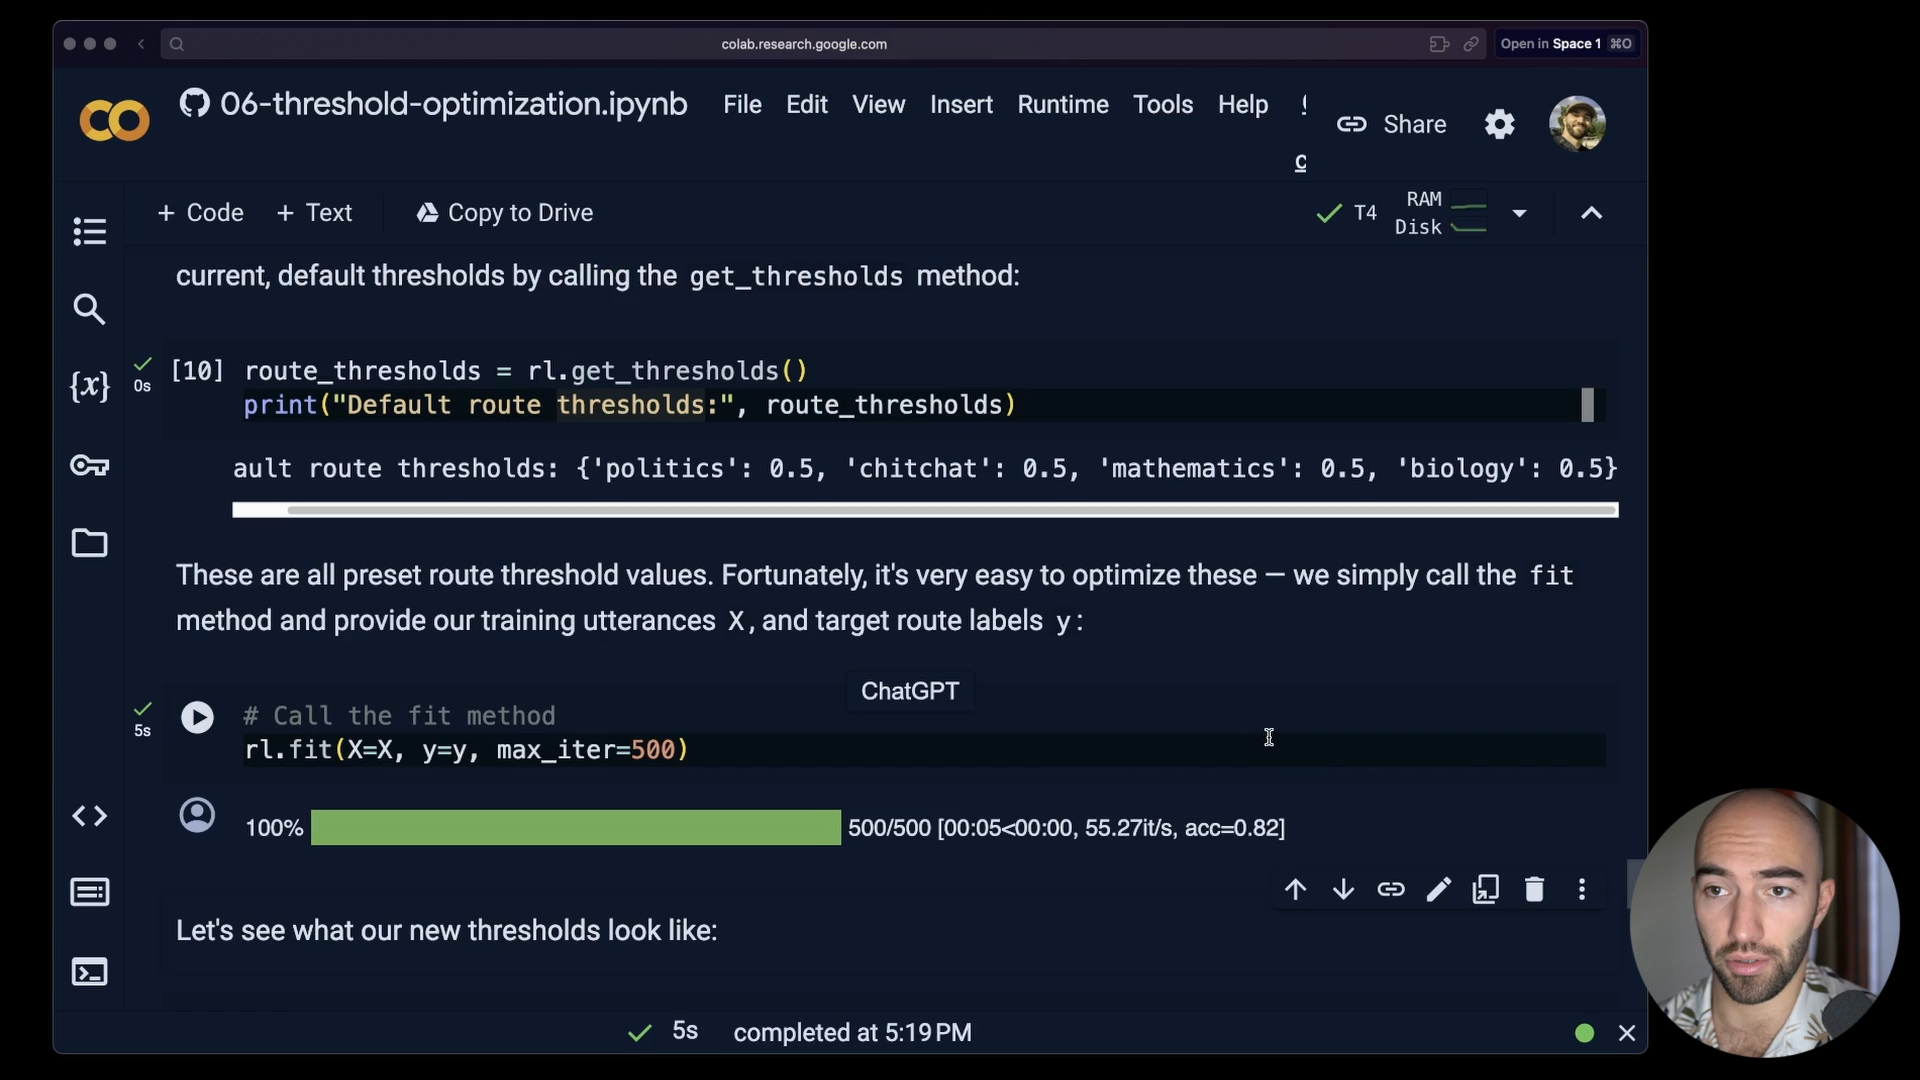 colab.research.google.com
Open in Space 1 ⌘O
06-threshold-optimization.ipynb
File Edit View Insert Runtime Tools Help
Share
+ Code + Text Copy to Drive
T4 RAM
Disk
current, default thresholds by calling the get_thresholds method:
[10] route_thresholds = rl.get_thresholds()
0s
print("Default route thresholds:", route_thresholds)
ault route thresholds: {'politics': 0.5, 'chitchat': 0.5, 'mathematics': 0.5, 'biology': 0.5}
These are all preset route threshold values. Fortunately, it's very easy to optimize these — we simply call the fit
method and provide our training utterances X, and target route labels y:
ChatGPT
# Call the fit method
5s
rl.fit(X=X, y=y, max_iter=500)
100% 500/500 [00:05<00:00, 55.27it/s, acc=0.82]
Let's see what our new thresholds look like:
5s completed at 5:19 PM